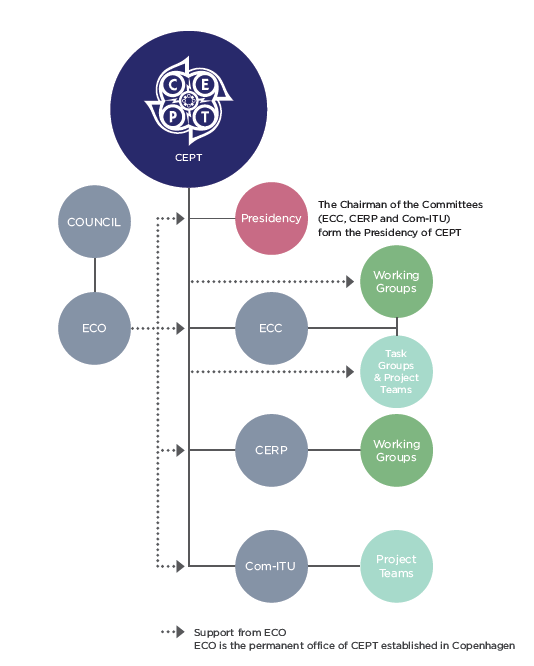 C E
P T
CEPT
COUNCIL
Presidency
The Chairman of the Committees
(ECC, CERP and Com-ITU)
form the Presidency of CEPT
Working
Groups
ECO
ECC
Task
Groups
& Project
Teams
CERP
Working
Groups
Com-ITU
Project
Teams
Support from ECO
ECO is the permanent office of CEPT established in Copenhagen